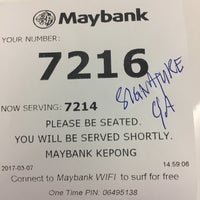 Maybank
YOUR NUMBER:
7216
NOW SERVING: 7214
SIGNATURE
PLEASE BE SEATED.
YOU WILL BE SERVED SHORTLY.
MAYBANK KEPONG
2017-03-07 14:59:06
Connect to Maybank WIFI to surf for free
One Time PIN: 06495138